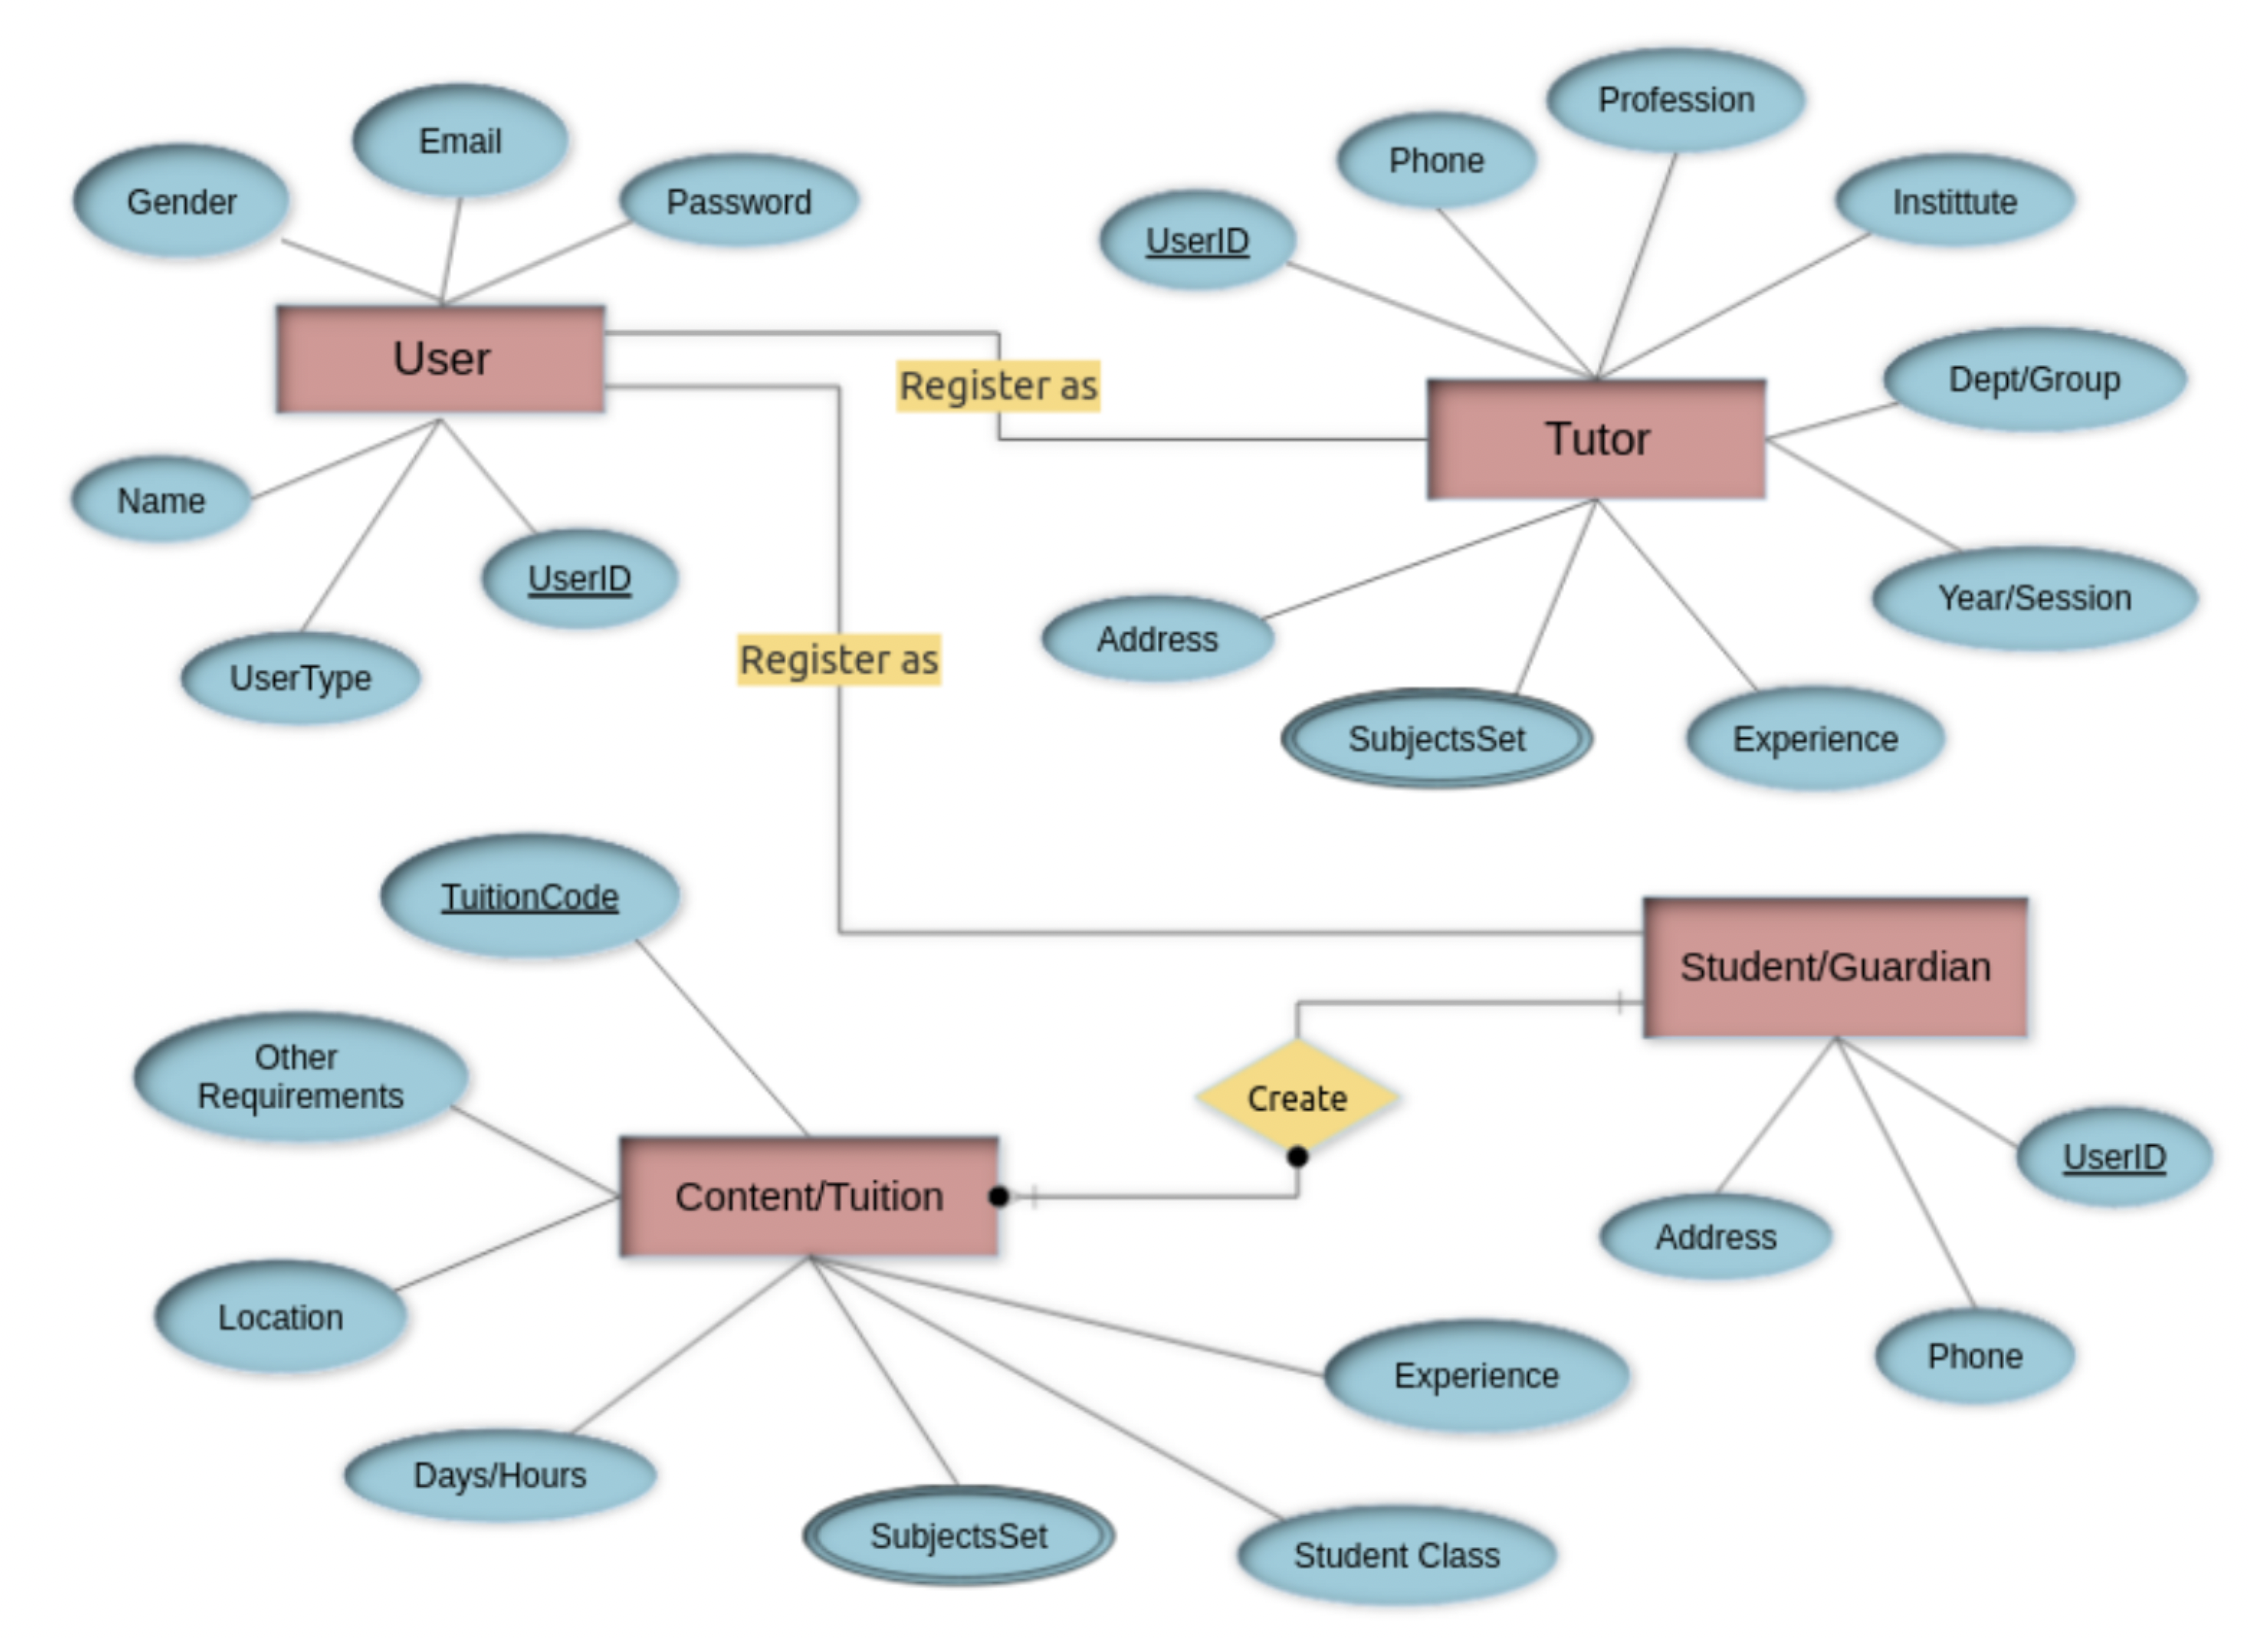 Gender
Email
Password
User
Name
UserType
UserID
Register as
Register as
UserID
Phone
Profession
Instittute
Tutor
Dept/Group
Year/Session
Address
SubjectsSet
Experience
TuitionCode
Other
Requirements
Location
Content/Tuition
Days/Hours
SubjectsSet
Student Class
Experience
Create
Student/Guardian
Address
Phone
UserID